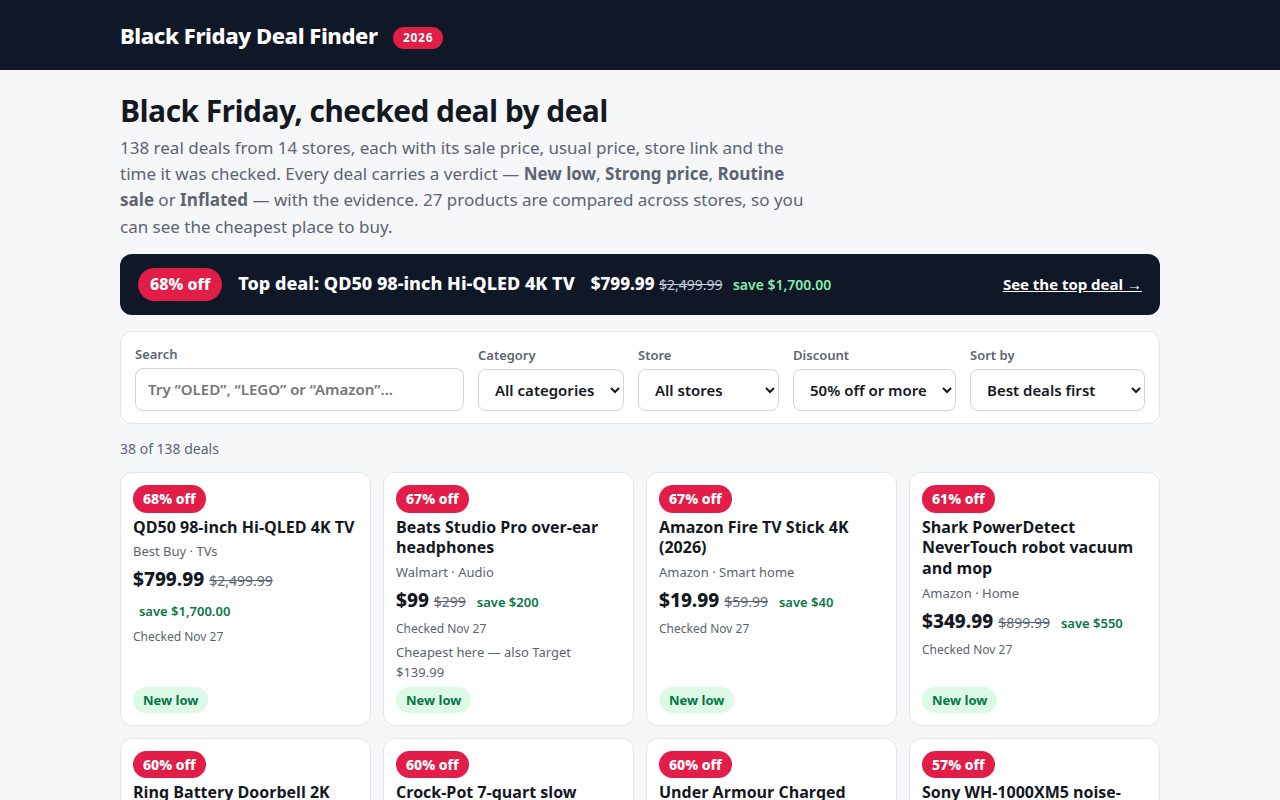 Black Friday Deal Finder 2026
Black Friday, checked deal by deal
138 real deals from 14 stores, each with its sale price, usual price, store link and the
time it was checked. Every deal carries a verdict — New low, Strong price, Routine
sale or Inflated — with the evidence. 27 products are compared across stores, so you
can see the cheapest place to buy.
68% off Top deal: QD50 98-inch Hi-QLED 4K TV $799.99 $2,499.99 save $1,700.00 See the top deal →
Search Category Store Discount Sort by
Try “OLED”, “LEGO” or “Amazon”… All categories All stores 50% off or more Best deals first
38 of 138 deals
68% off
QD50 98-inch Hi-QLED 4K TV
Best Buy · TVs
$799.99 $2,499.99
save $1,700.00
Checked Nov 27
New low
67% off
Beats Studio Pro over-ear
headphones
Walmart · Audio
$99 $299 save $200
Checked Nov 27
Cheapest here — also Target
$139.99
New low
67% off
Amazon Fire TV Stick 4K
(2026)
Amazon · Smart home
$19.99 $59.99 save $40
Checked Nov 27
New low
61% off
Shark PowerDetect
NeverTouch robot vacuum
and mop
Amazon · Home
$349.99 $899.99 save $550
Checked Nov 27
New low
60% off
Ring Battery Doorbell 2K
60% off
Crock-Pot 7-quart slow
60% off
Under Armour Charged
57% off
Sony WH-1000XM5 noise-